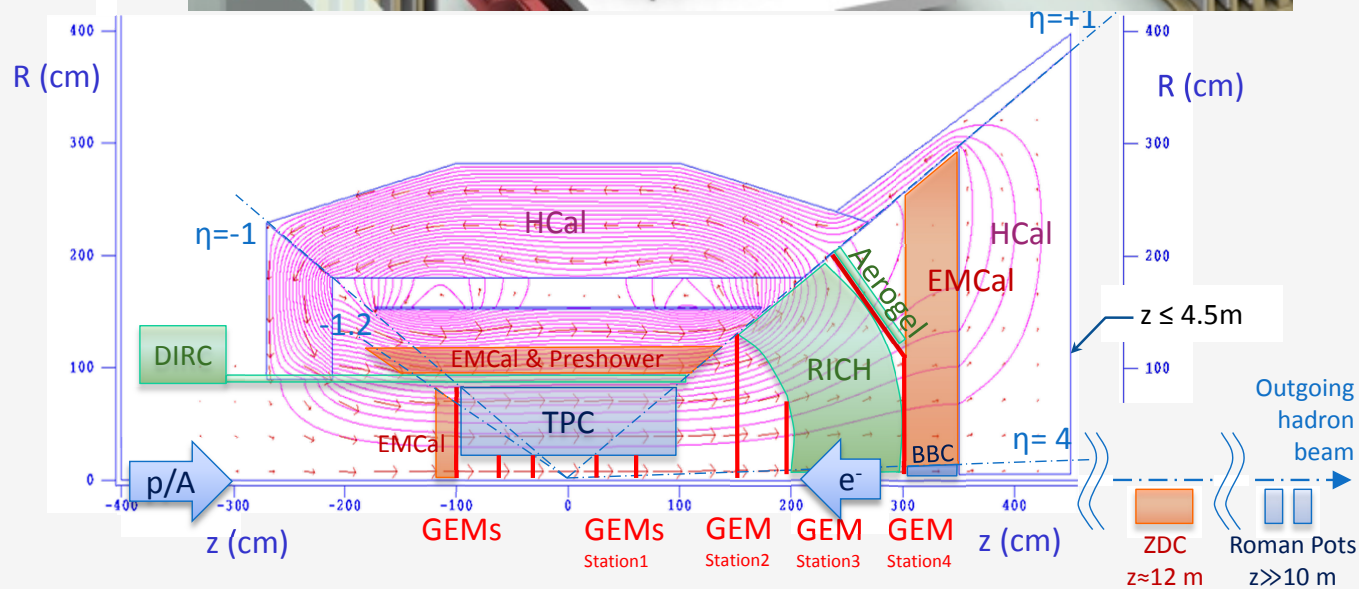 η=+1
400
400
R (cm)
R (cm)
300
300
HCal
η=-1
HCal
200
200
Aerogel
EMCal
-1.2
z ≤ 4.5m
DIRC
EMCal & Preshower
100
100
RICH
TPC
Outgoing
hadron
beam
EMCal
η= 4
BBC
p/A
e-
0
0
-400
-300
-200
-100
0
100
200
300
400
z (cm)
GEMs
GEMs
Station1
GEM
Station2
GEM
Station3
GEM
Station4
z (cm)
ZDC
z≈12 m
Roman Pots
z≫10 m